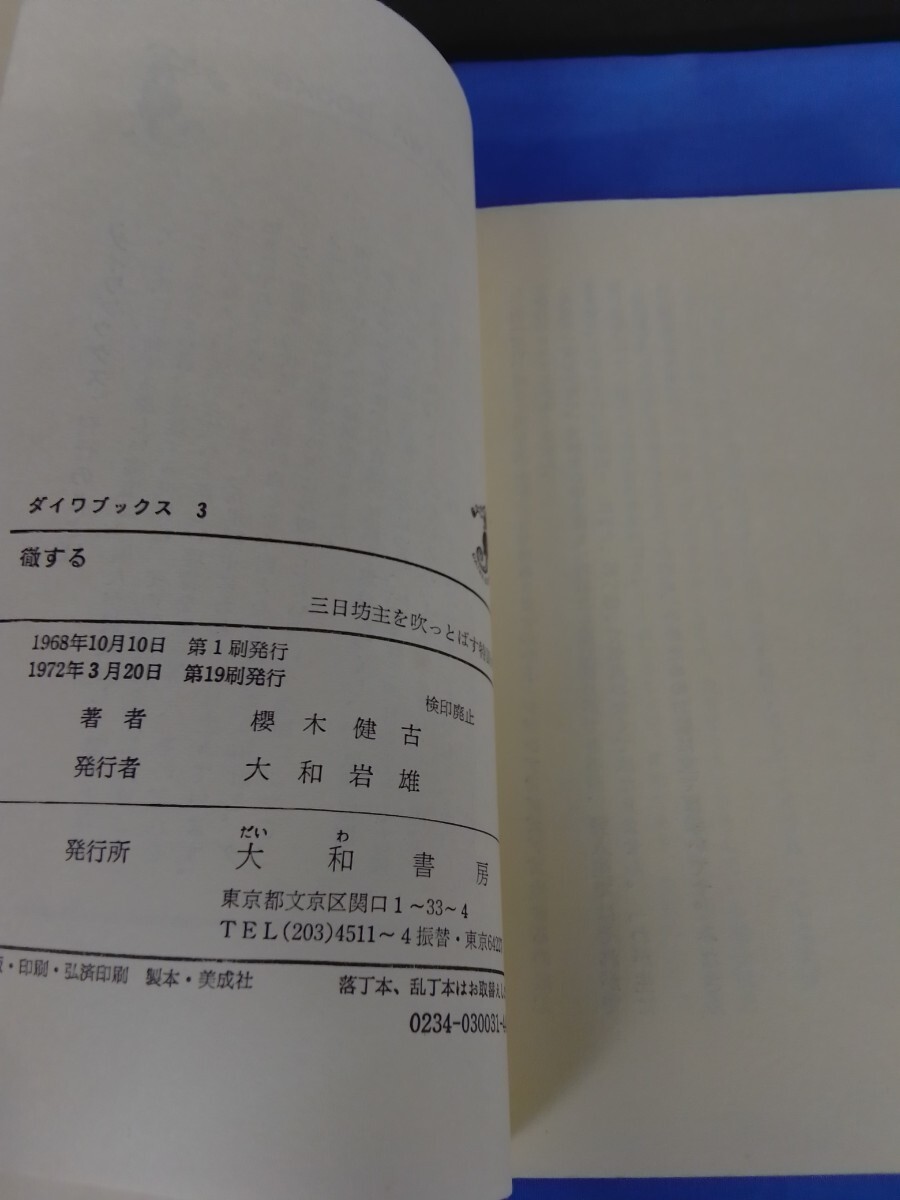 ダイワブックス 3
徹する
三日坊主を吹っとばす
1968年10月10日 第1刷発行
1972年3月20日 第19刷発行
検印廃止
著者 櫻木健古
発行者 大和岩雄
だい わ
発行所 大和書房
東京都文京区関口1～33～4
TEL(203)4511～4 振替・東京642
・印刷・弘済印刷 製本・美成社 落丁本、乱丁本はお取替え
0234-030031-